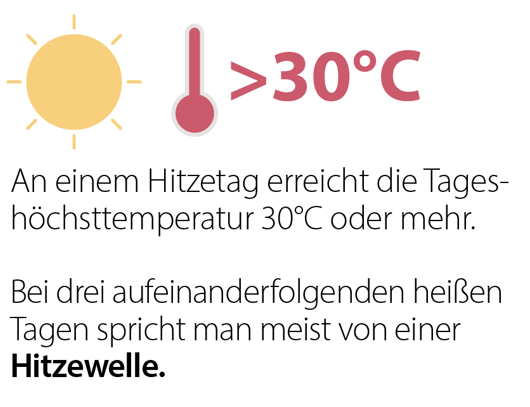 >30°C
An einem Hitzetag erreicht die Tages-
höchsttemperatur 30°C oder mehr.
Bei drei aufeinanderfolgenden heißen
Tagen spricht man meist von einer
Hitzewelle.